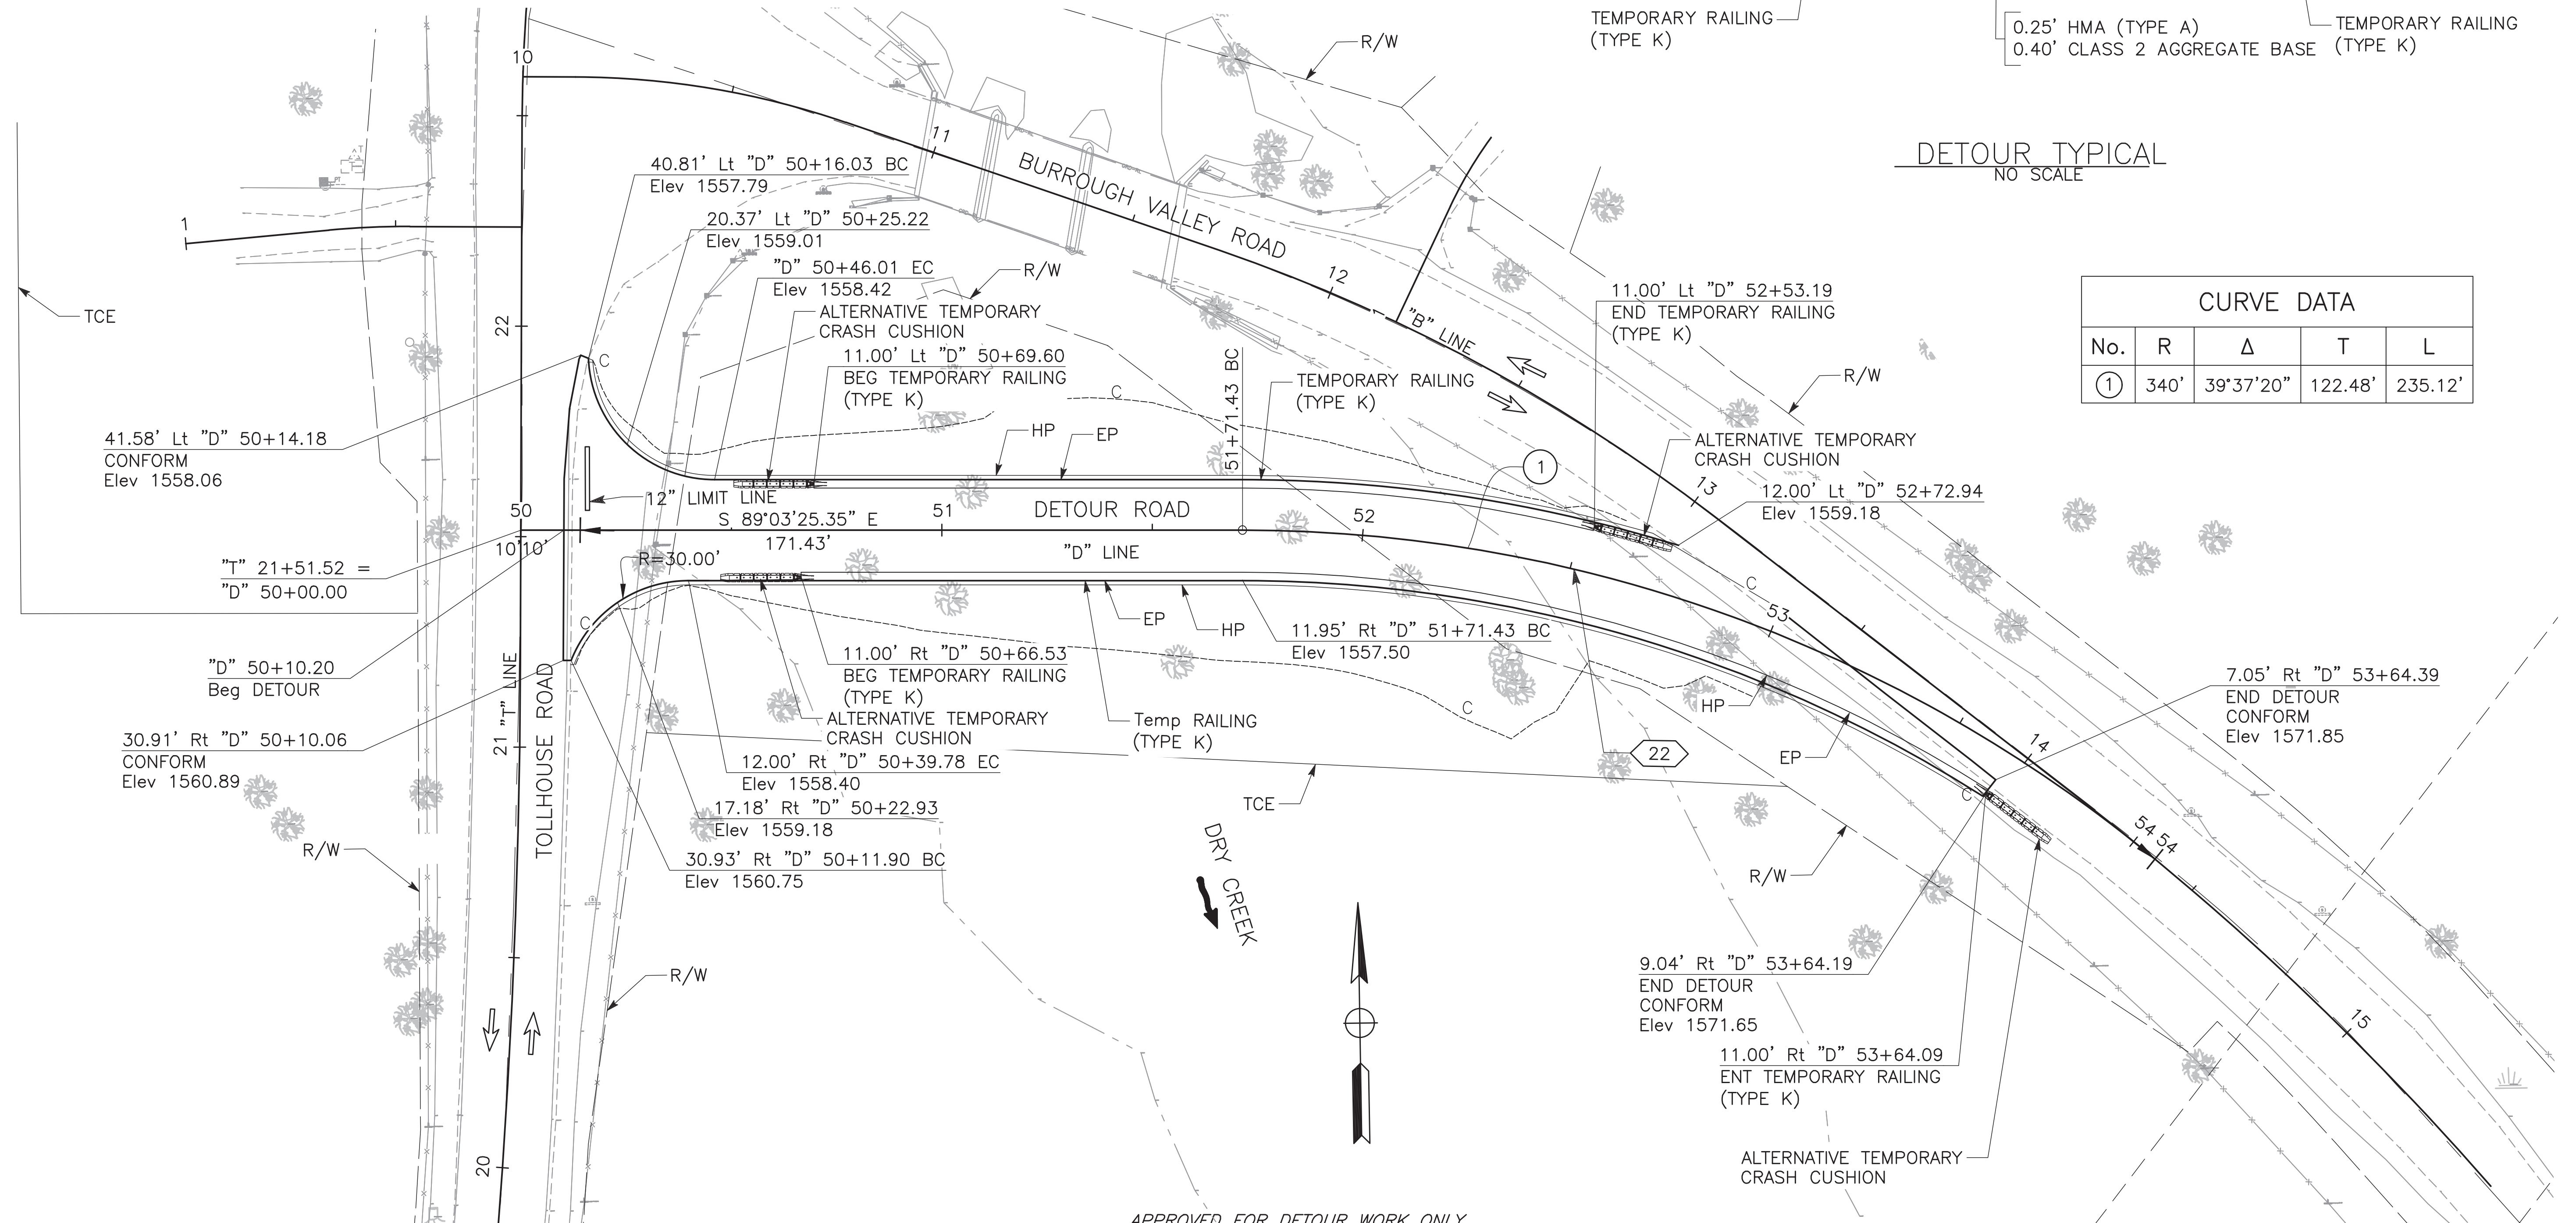 TEMPORARY RAILING
(TYPE K)
R/W
0.25' HMA (TYPE A)
0.40' CLASS 2 AGGREGATE BASE
TEMPORARY RAILING
(TYPE K)
DETOUR TYPICAL
NO SCALE
10
11
BURROUGH VALLEY ROAD
12
"B" LINE
13
14
15
1
22
TCE
40.81' Lt "D" 50+16.03 BC
Elev 1557.79
20.37' Lt "D" 50+25.22
Elev 1559.01
"D" 50+46.01 EC
Elev 1558.42
R/W
ALTERNATIVE TEMPORARY
CRASH CUSHION
11.00' Lt "D" 50+69.60
BEG TEMPORARY RAILING
(TYPE K)
C
C
51+71.43 BC
TEMPORARY RAILING
(TYPE K)
11.00' Lt "D" 52+53.19
END TEMPORARY RAILING
(TYPE K)
R/W
CURVE DATA
No. R Δ T L
1 340' 39°37'20" 122.48' 235.12'
41.58' Lt "D" 50+14.18
CONFORM
Elev 1558.06
HP
EP
1
ALTERNATIVE TEMPORARY
CRASH CUSHION
12.00' Lt "D" 52+72.94
Elev 1559.18
12" LIMIT LINE
50
S 89°03'25.35" E
51
DETOUR ROAD
52
10'10'
171.43'
"D" LINE
R=30.00'
"T" 21+51.52 =
"D" 50+00.00
C
C
53
EP
HP
11.95' Rt "D" 51+71.43 BC
Elev 1557.50
"D" 50+10.20
Beg DETOUR
11.00' Rt "D" 50+66.53
BEG TEMPORARY RAILING
(TYPE K)
ALTERNATIVE TEMPORARY
CRASH CUSHION
Temp RAILING
(TYPE K)
C
HP
EP
22
7.05' Rt "D" 53+64.39
END DETOUR
CONFORM
Elev 1571.85
21 "T" LINE
TOLLHOUSE ROAD
30.91' Rt "D" 50+10.06
CONFORM
Elev 1560.89
12.00' Rt "D" 50+39.78 EC
Elev 1558.40
17.18' Rt "D" 50+22.93
Elev 1559.18
30.93' Rt "D" 50+11.90 BC
Elev 1560.75
TCE
C
54
54
R/W
R/W
DRY CREEK
R/W
9.04' Rt "D" 53+64.19
END DETOUR
CONFORM
Elev 1571.65
11.00' Rt "D" 53+64.09
ENT TEMPORARY RAILING
(TYPE K)
ALTERNATIVE TEMPORARY
CRASH CUSHION
20
APPROVED FOR DETOUR WORK ONLY